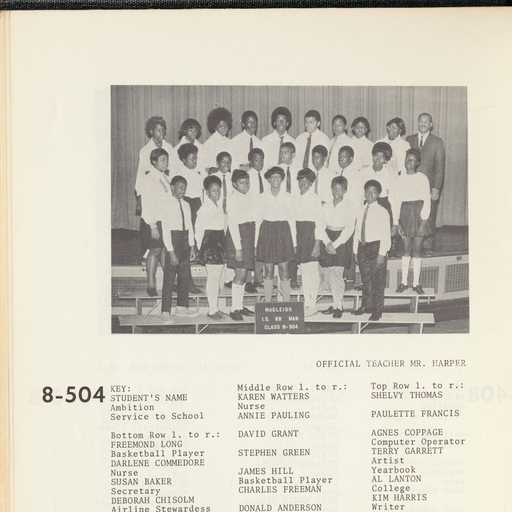 MADLEIGH
I.S. 88 MAN
CLASS 8-504
OFFICIAL TEACHER MR. HARPER
8-504
KEY:
STUDENT'S NAME
Ambition
Service to School
Bottom Row l. to r.:
FREEMOND LONG
Basketball Player
DARLENE COMMEDORE
Nurse
SUSAN BAKER
Secretary
DEBORAH CHISOLM
Airline Stewardess
Middle Row l. to r.:
KAREN WATTERS
Nurse
ANNIE PAULING
DAVID GRANT
STEPHEN GREEN
JAMES HILL
Basketball Player
CHARLES FREEMAN
DONALD ANDERSON
Top Row l. to r.:
SHELVY THOMAS
PAULETTE FRANCIS
AGNES COPPAGE
Computer Operator
TERRY GARRETT
Artist
Yearbook
AL LANTON
College
KIM HARRIS
Writer